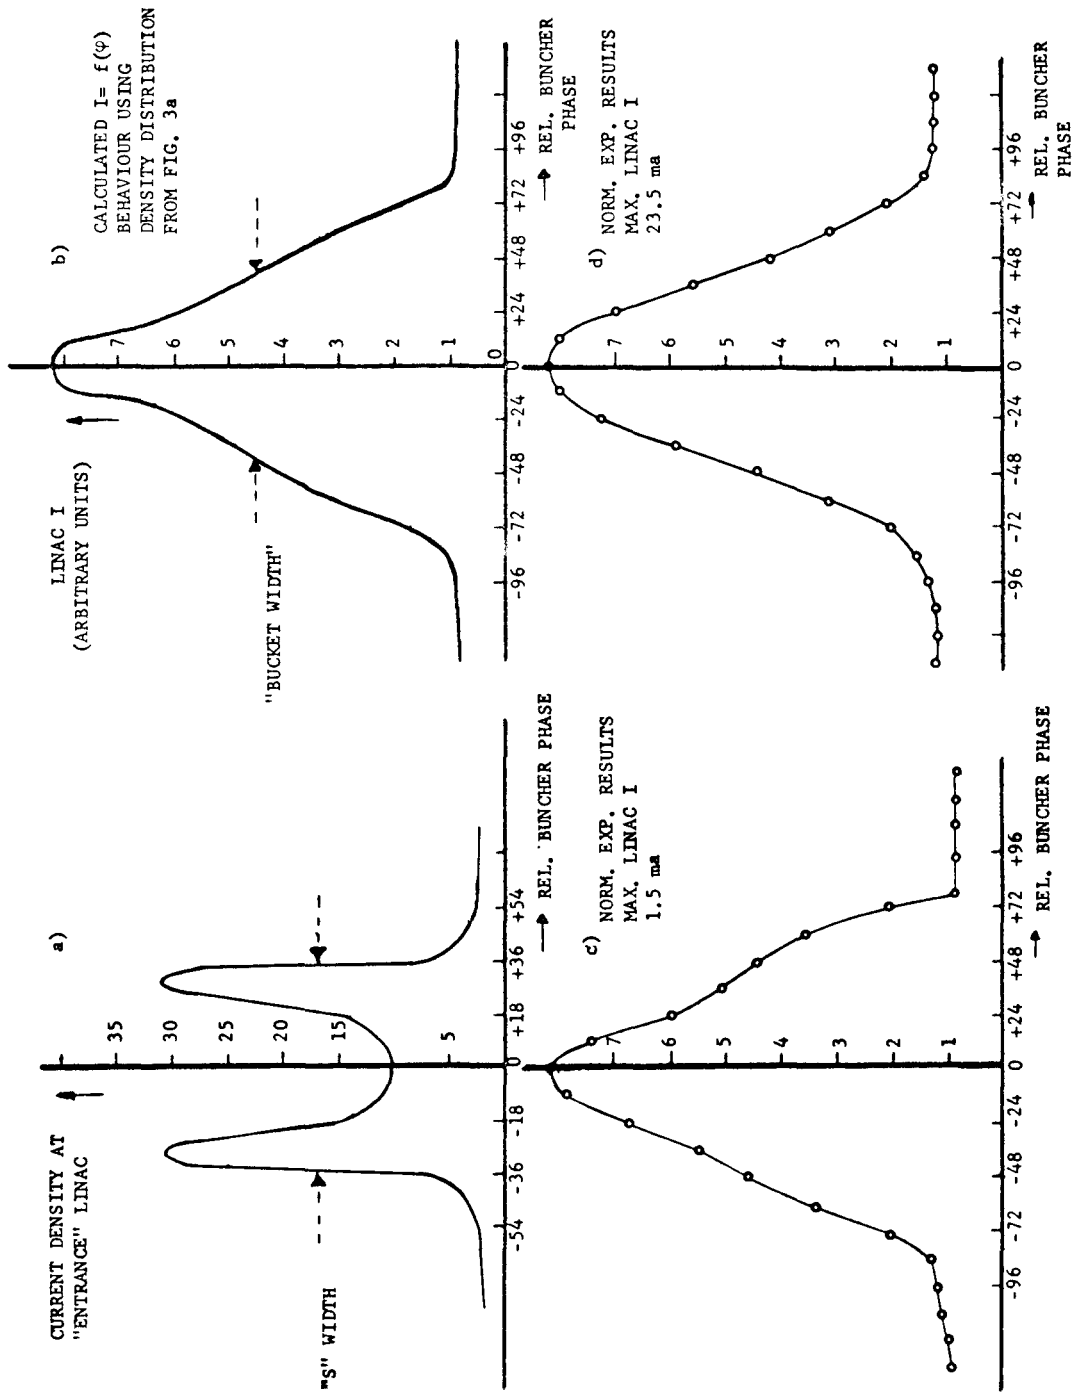 CURRENT DENSITY AT
"ENTRANCE" LINAC
a)
35
30
25
20
15
5
"S" WIDTH
-54
-36
-18
0
+18
+36
+54
REL. BUNCHER PHASE
LINAC I
(ARBITRARY UNITS)
b)
CALCULATED I= f(φ)
BEHAVIOUR USING
DENSITY DISTRIBUTION
FROM FIG. 3a
7
6
5
4
3
2
1
0
"BUCKET WIDTH"
-96
-72
-48
-24
0
+24
+48
+72
+96
REL. BUNCHER
PHASE
c)
NORM. EXP. RESULTS
MAX. LINAC I
1.5 ma
7
6
5
4
3
2
1
-96
-72
-48
-24
0
+24
+48
+72
+96
REL. BUNCHER PHASE
d)
NORM. EXP. RESULTS
MAX. LINAC I
23.5 ma
7
6
5
4
3
2
1
-96
-72
-48
-24
0
+24
+48
+72
+96
REL. BUNCHER
PHASE